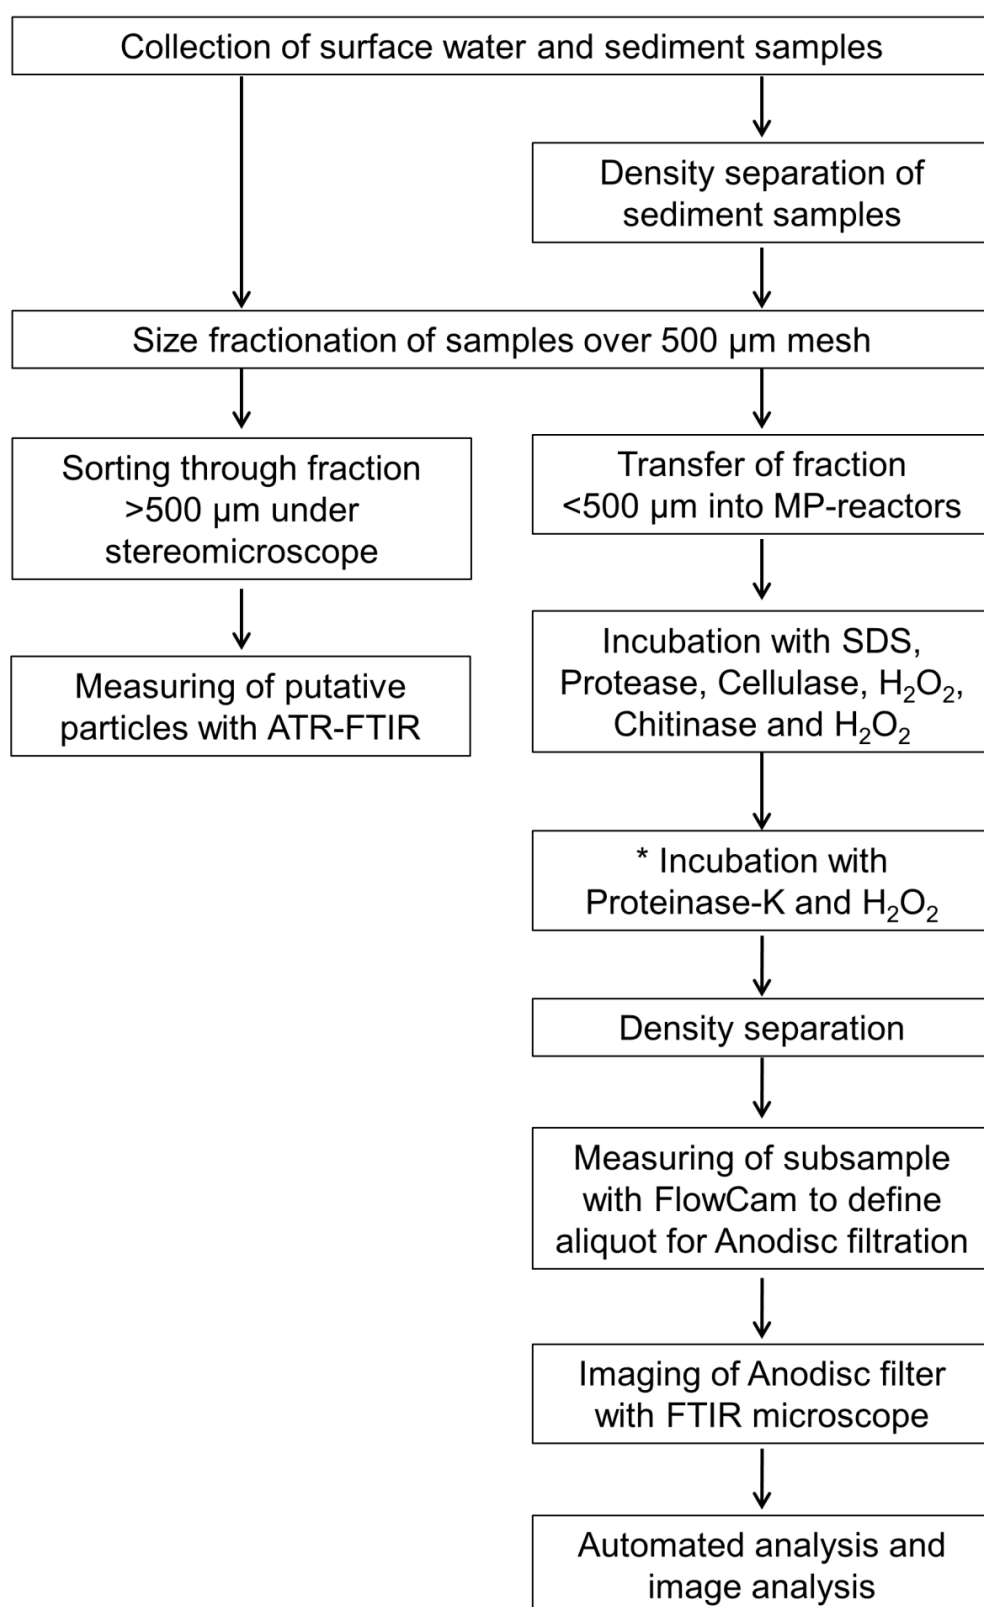 Collection of surface water and sediment samples
Density separation of
sediment samples
Size fractionation of samples over 500 µm mesh
Sorting through fraction
>500 µm under
stereomicroscope
Measuring of putative
particles with ATR-FTIR
Transfer of fraction
<500 µm into MP-reactors
Incubation with SDS,
Protease, Cellulase, H₂O₂,
Chitinase and H₂O₂
* Incubation with
Proteinase-K and H₂O₂
Density separation
Measuring of subsample
with FlowCam to define
aliquot for Anodisc filtration
Imaging of Anodisc filter
with FTIR microscope
Automated analysis and
image analysis